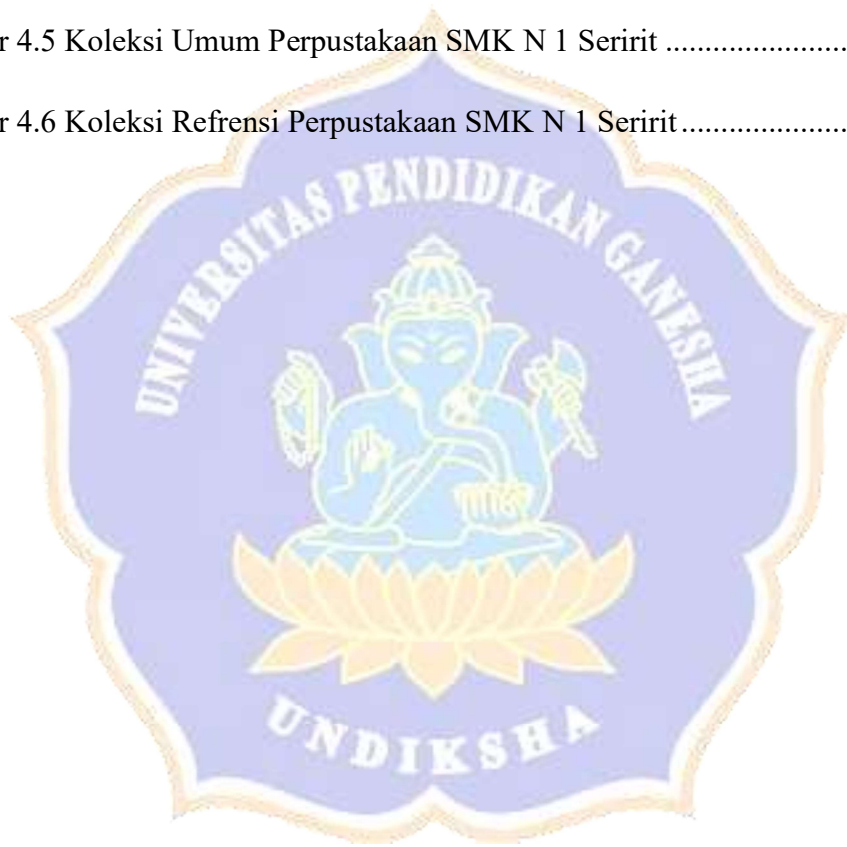 r 4.5 Koleksi Umum Perpustakaan SMK N 1 Seririt .......................
r 4.6 Koleksi Refrensi Perpustakaan SMK N 1 Seririt.....................
UNIVERSITAS PENDIDIKAN GANESHA
UNDIKSHA